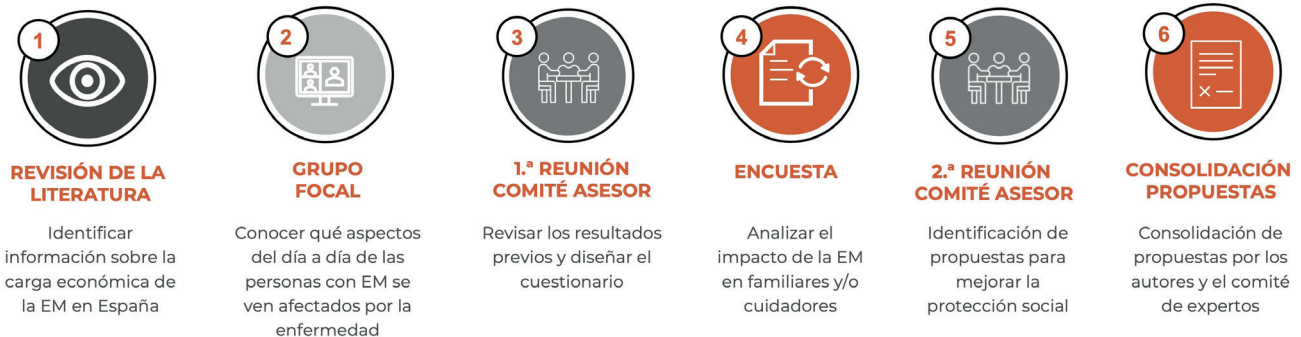 1
REVISIÓN DE LA
LITERATURA
Identificar
información sobre la
carga económica de
la EM en España
2
GRUPO
FOCAL
Conocer qué aspectos
del día a día de las
personas con EM se
ven afectados por la
enfermedad
3
1.ª REUNIÓN
COMITÉ ASESOR
Revisar los resultados
previos y diseñar el
cuestionario
4
ENCUESTA
Analizar el
impacto de la EM
en familiares y/o
cuidadores
5
2.ª REUNIÓN
COMITÉ ASESOR
Identificación de
propuestas para
mejorar la
protección social
6
CONSOLIDACIÓN
PROPUESTAS
Consolidación de
propuestas por los
autores y el comité
de expertos